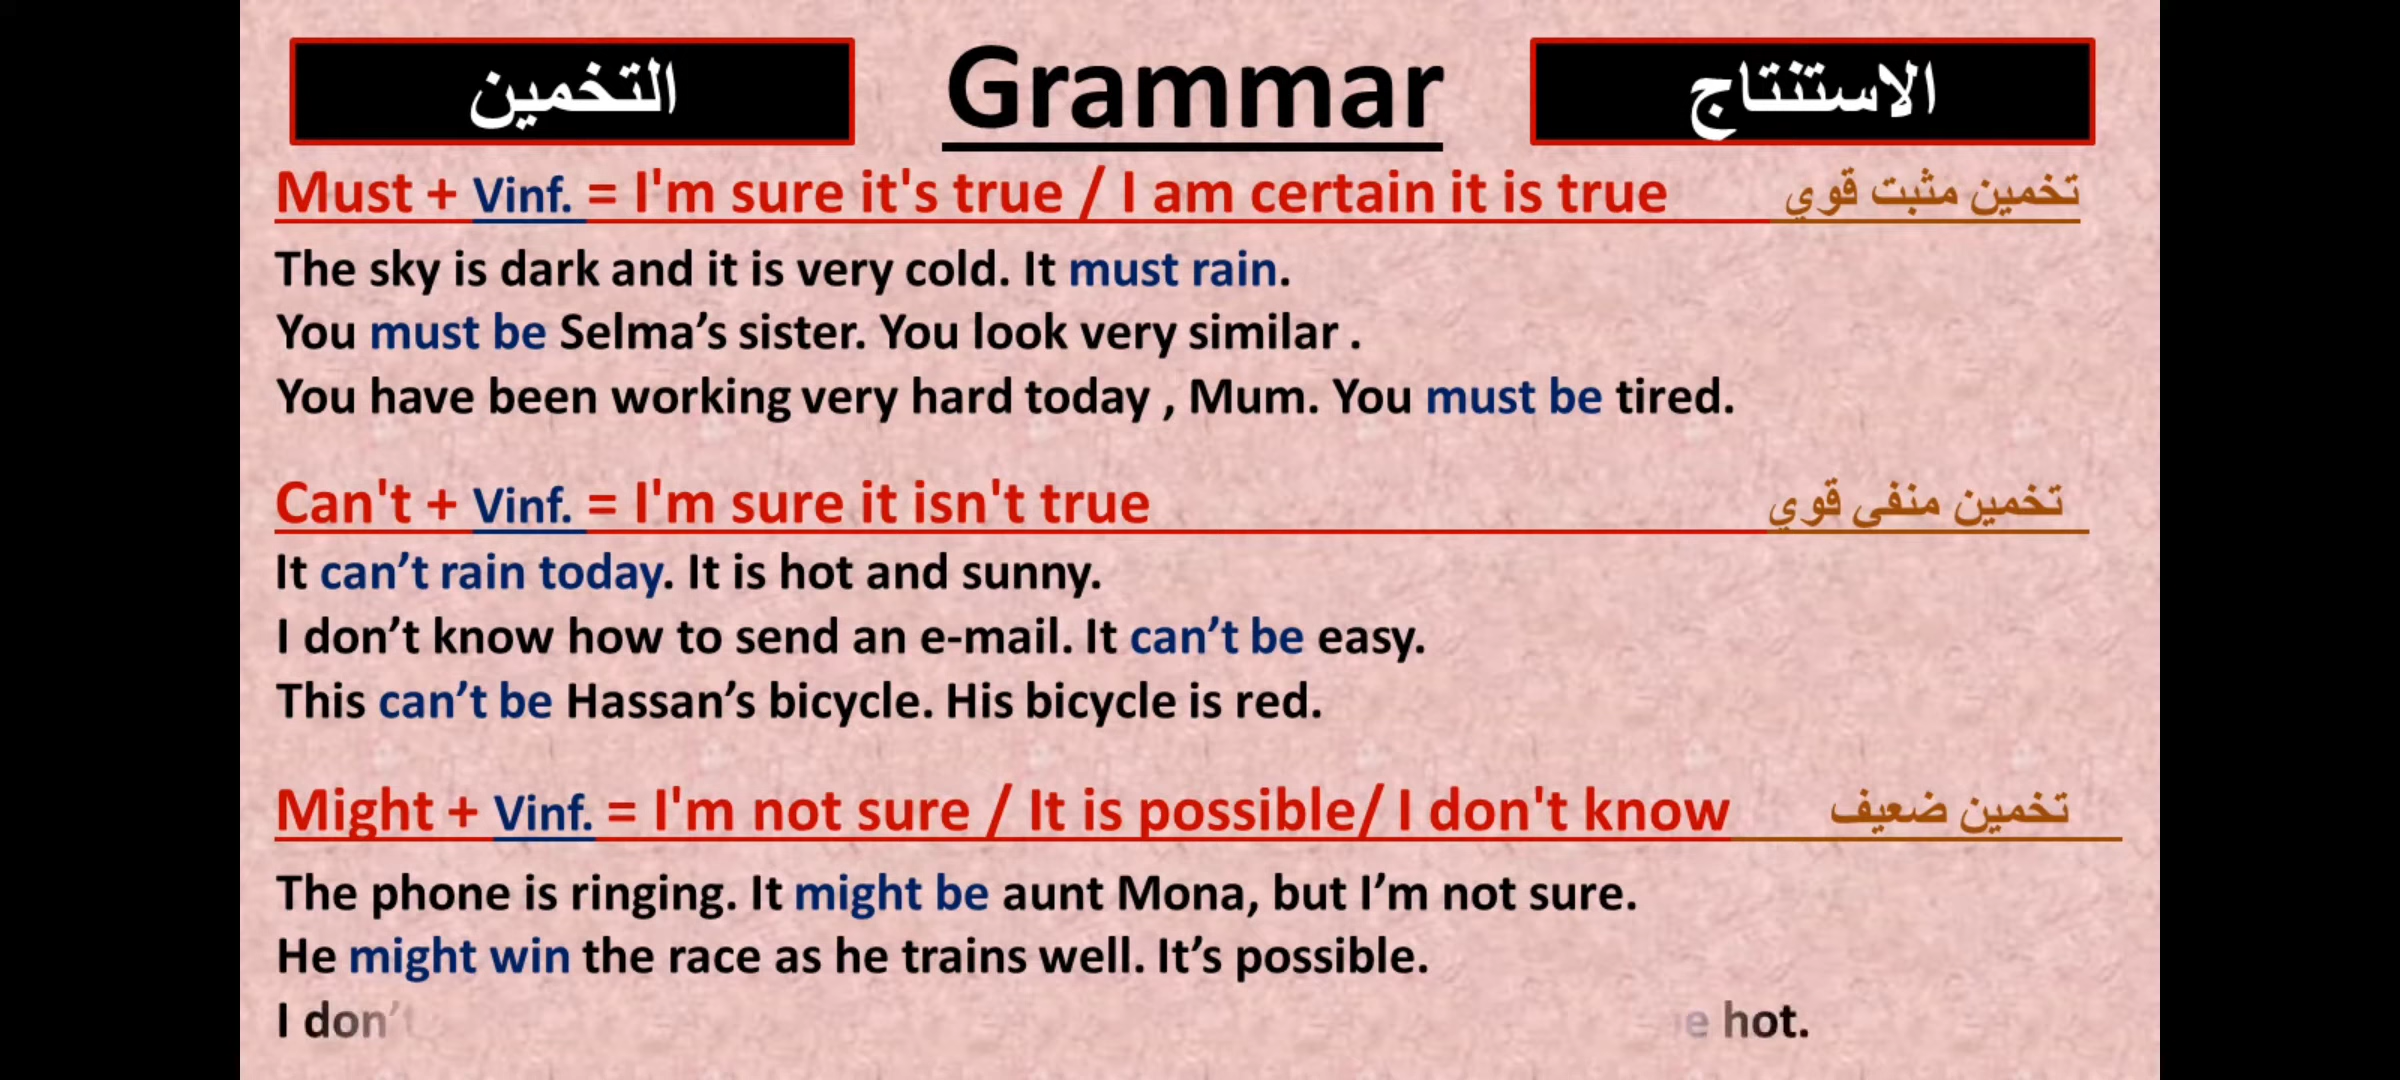 التخمين
Grammar
الاستنتاج
Must + Vinf. = I'm sure it's true / I am certain it is true تخمين مثبت قوي
The sky is dark and it is very cold. It must rain.
You must be Selma’s sister. You look very similar .
You have been working very hard today , Mum. You must be tired.
Can't + Vinf. = I'm sure it isn't true تخمين منفى قوي
It can’t rain today. It is hot and sunny.
I don’t know how to send an e-mail. It can’t be easy.
This can’t be Hassan’s bicycle. His bicycle is red.
Might + Vinf. = I'm not sure / It is possible/ I don't know تخمين ضعيف
The phone is ringing. It might be aunt Mona, but I’m not sure.
He might win the race as he trains well. It’s possible.
I don’t hot.